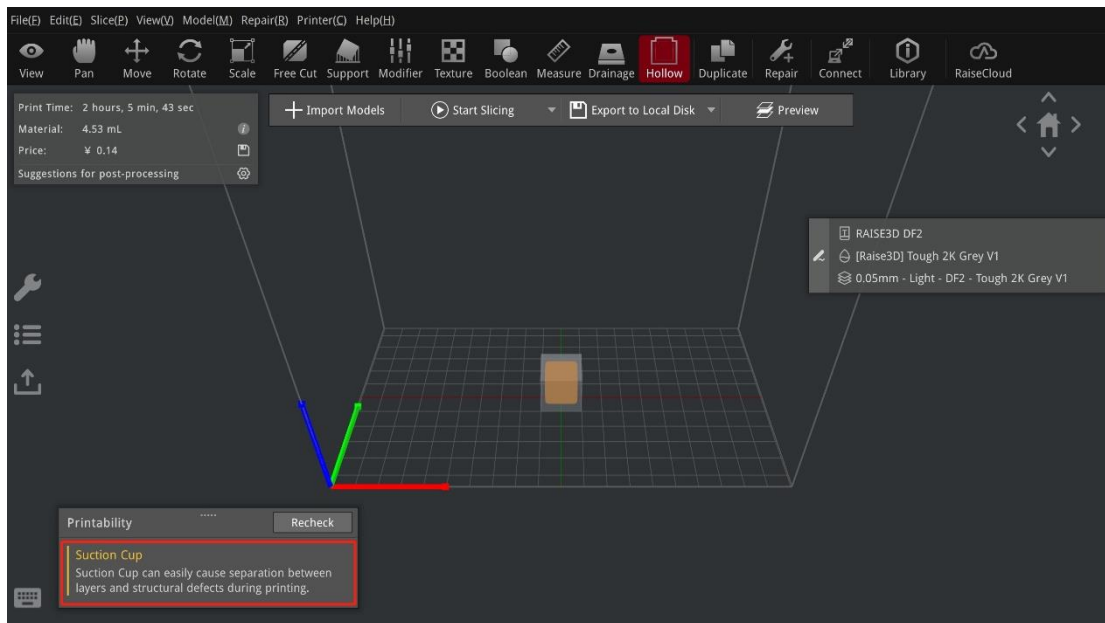 File(F) Edit(E) Slice(P) View(V) Model(M) Repair(R) Printer(C) Help(H)
View Pan Move Rotate Scale Free Cut Support Modifier Texture Boolean Measure Drainage Hollow Duplicate Repair Connect Library RaiseCloud
Print Time: 2 hours, 5 min, 43 sec
Material: 4.53 mL
Price: ¥ 0.14
Suggestions for post-processing
Import Models Start Slicing Export to Local Disk Preview
RAISE3D DF2
[Raise3D] Tough 2K Grey V1
0.05mm - Light - DF2 - Tough 2K Grey V1
Printability Recheck
Suction Cup
Suction Cup can easily cause separation between
layers and structural defects during printing.